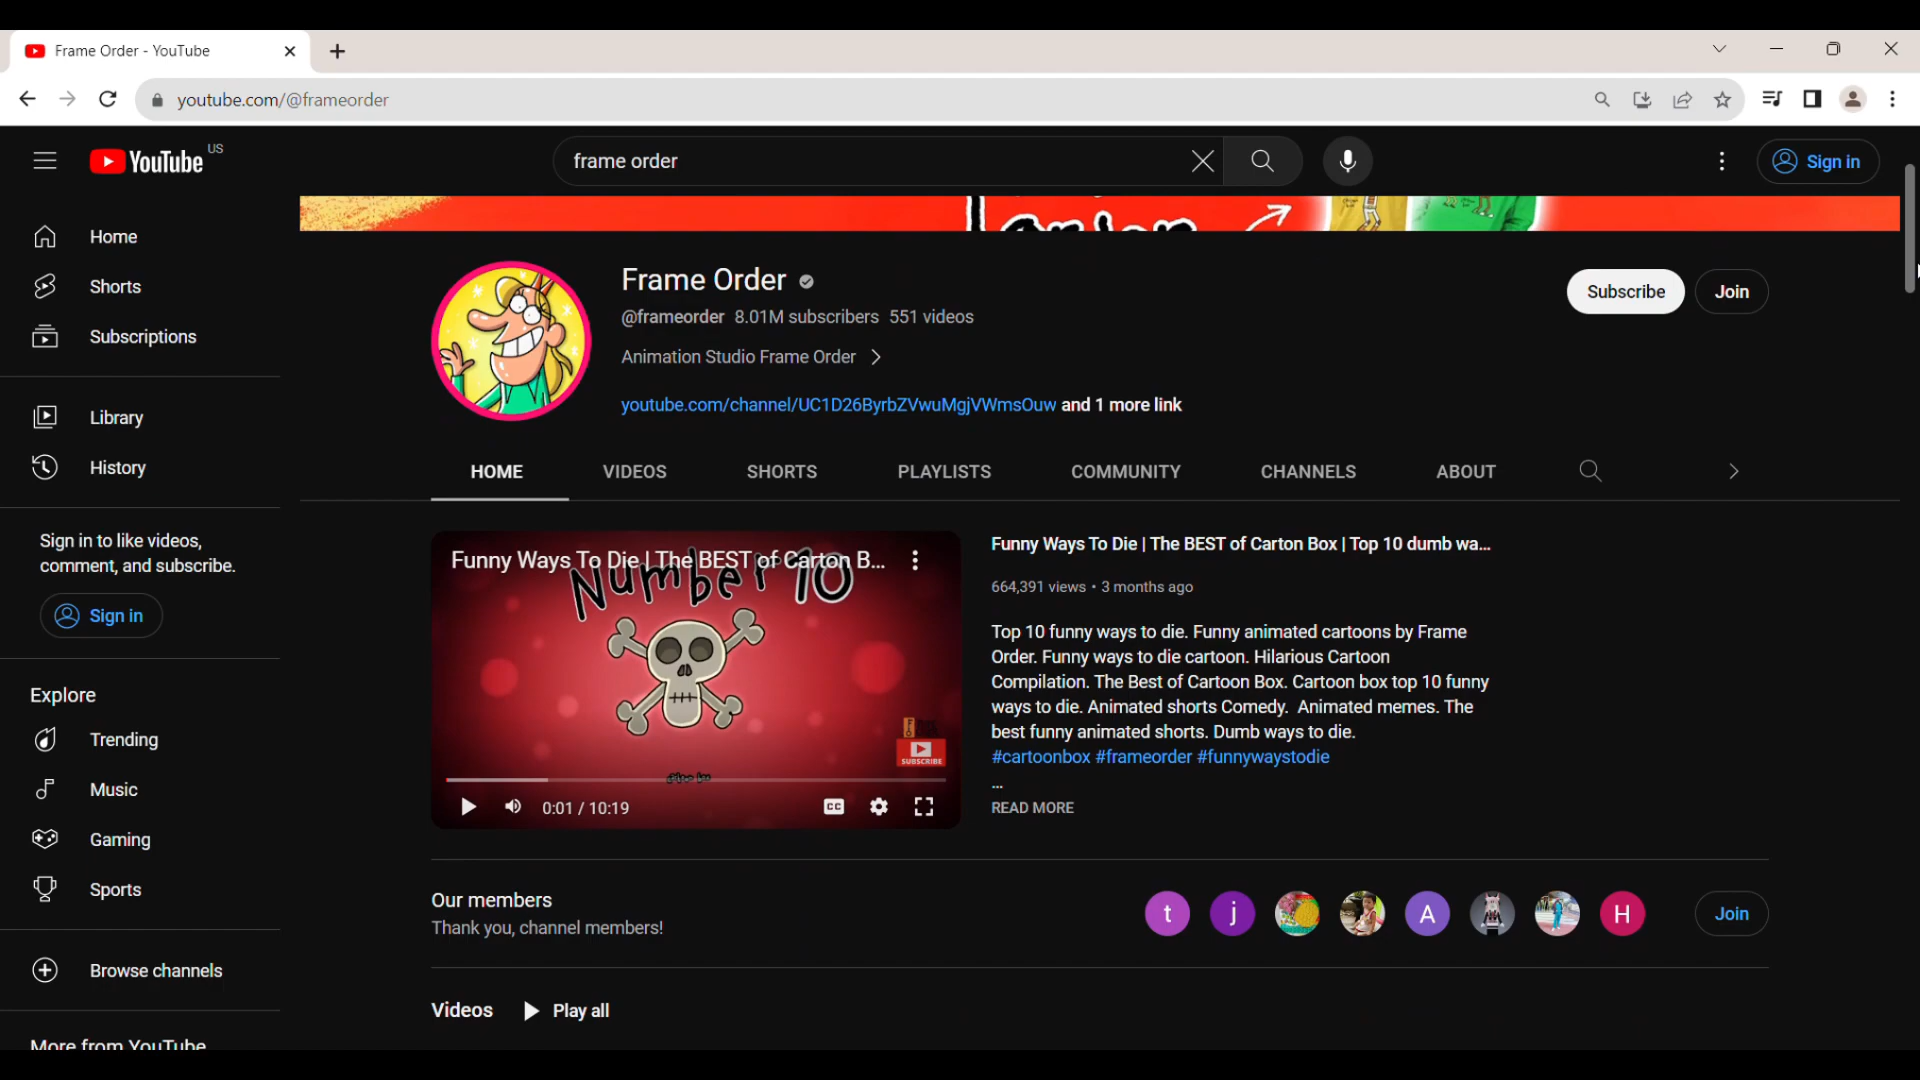 Frame Order - YouTube
youtube.com/@frameorder
YouTube US
frame order
Sign in
Home
Shorts
Subscriptions
Library
History
Sign in to like videos,
comment, and subscribe.
Sign in
Explore
Trending
Music
Gaming
Sports
Browse channels
More from YouTube
Frame Order
@frameorder 8.01M subscribers 551 videos
Animation Studio Frame Order
youtube.com/channel/UC1D26ByrbZVwuMgjVWmsOuw and 1 more link
Subscribe
Join
HOME VIDEOS SHORTS PLAYLISTS COMMUNITY CHANNELS ABOUT
Funny Ways To Die | The BEST of Carton B...
Number 10
SUBSCRIBE
0:01 / 10:19
CC
Funny Ways To Die | The BEST of Carton Box | Top 10 dumb wa...
664,391 views • 3 months ago
Top 10 funny ways to die. Funny animated cartoons by Frame
Order. Funny ways to die cartoon. Hilarious Cartoon
Compilation. The Best of Cartoon Box. Cartoon box top 10 funny
ways to die. Animated shorts Comedy. Animated memes. The
best funny animated shorts. Dumb ways to die.
#cartoonbox #frameorder #funnywaystodie
...
READ MORE
Our members
Thank you, channel members!
t j A H
Join
Videos Play all